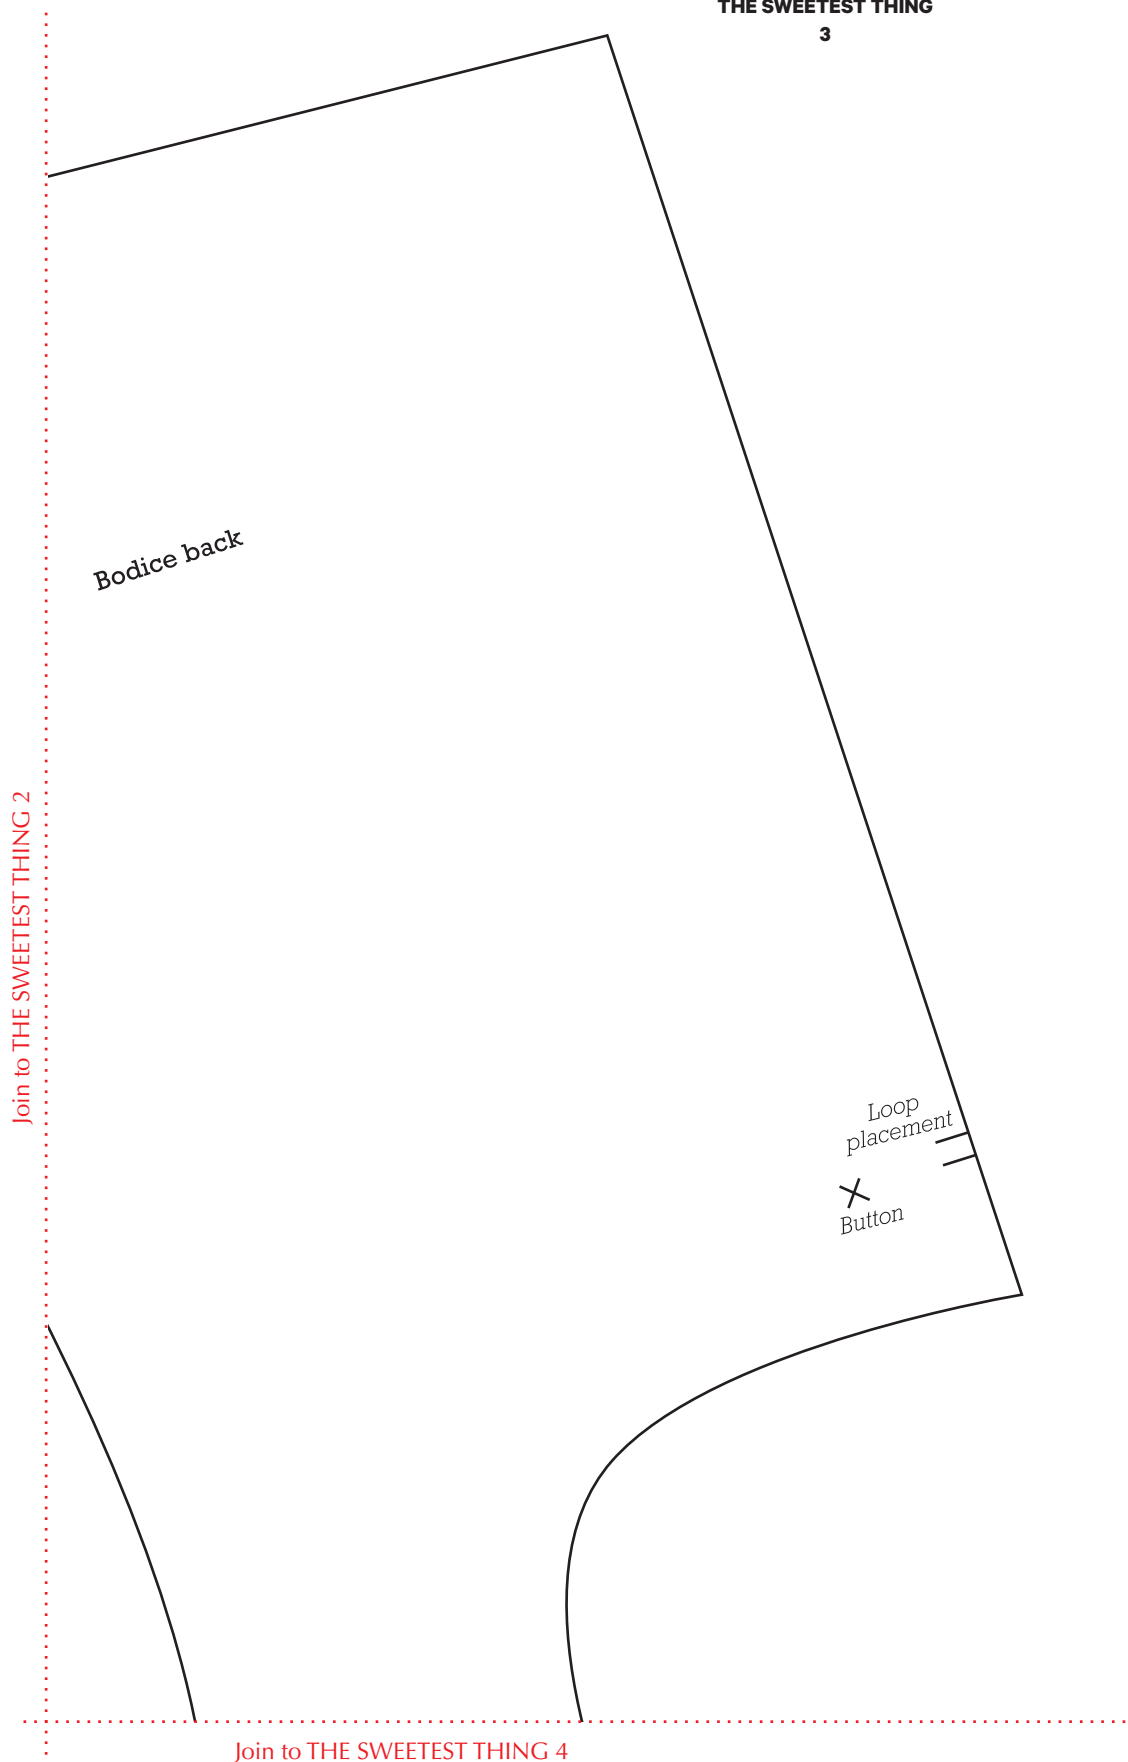 THE SWEETEST THING
3
Bodice back
Join to THE SWEETEST THING 2
Loop
placement
Button
Join to THE SWEETEST THING 4